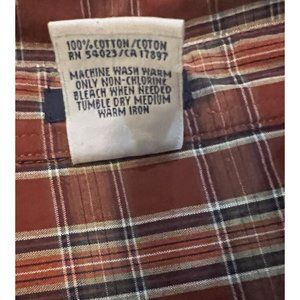 100% COTTON/COTON
RN 54023/CA 17897
MACHINE WASH WARM
ONLY NON-CHLORINE
BLEACH WHEN NEEDED
TUMBLE DRY MEDIUM
WARM IRON